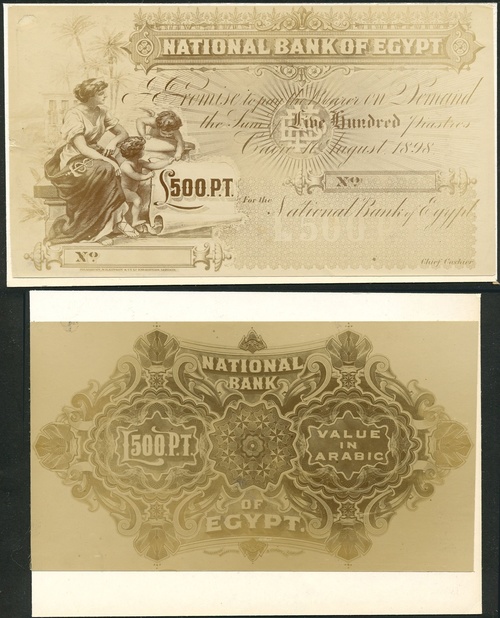 NATIONAL BANK OF EGYPT
I Promise to pay the bearer on Demand
the Sum of Five Hundred piastres
Cairo 1st August 1898
No
£500.P.T.
For the
National Bank of Egypt,
£500
No
Chief Cashier
NATIONAL
BANK
£500.P.T.
VALUE
IN
ARABIC
OF
EGYPT.